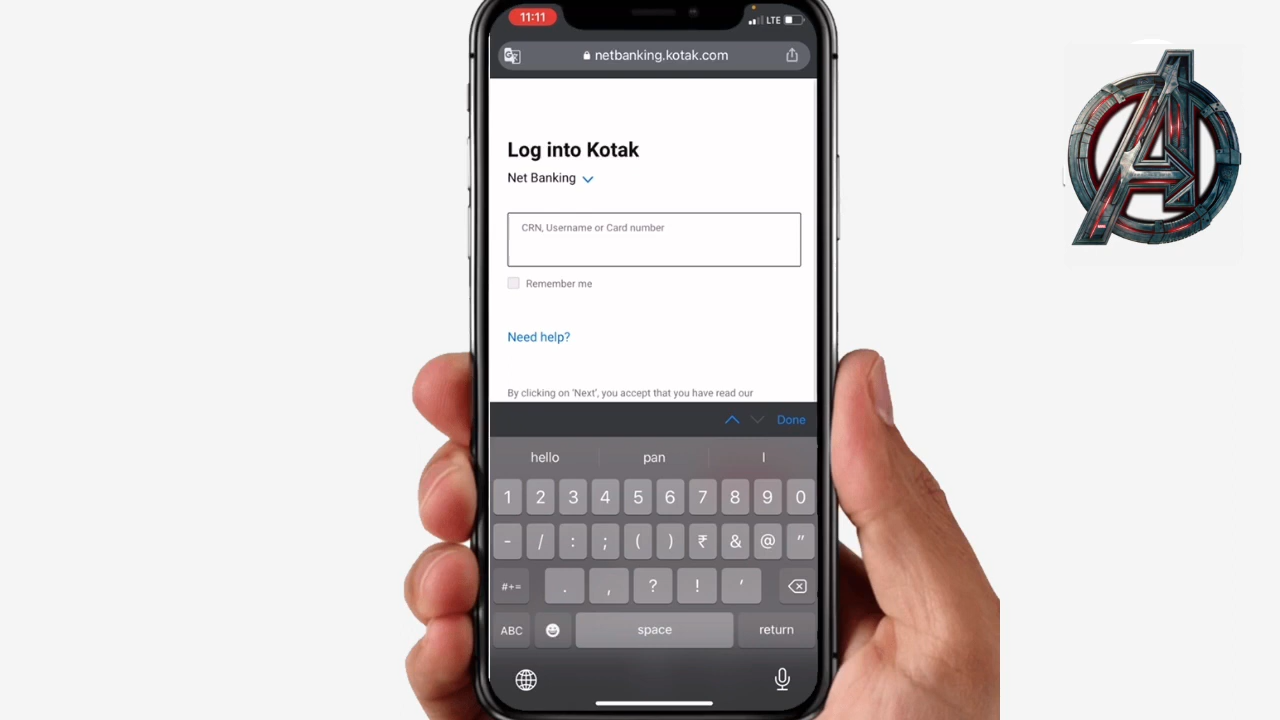 11:11
LTE
netbanking.kotak.com
Log into Kotak
Net Banking
CRN, Username or Card number
Remember me
Need help?
By clicking on 'Next', you accept that you have read our
Done
hello pan I
1 2 3 4 5 6 7 8 9 0
- / : ; ( ) ₹ & @ "
#+= . , ? ! '
ABC space return